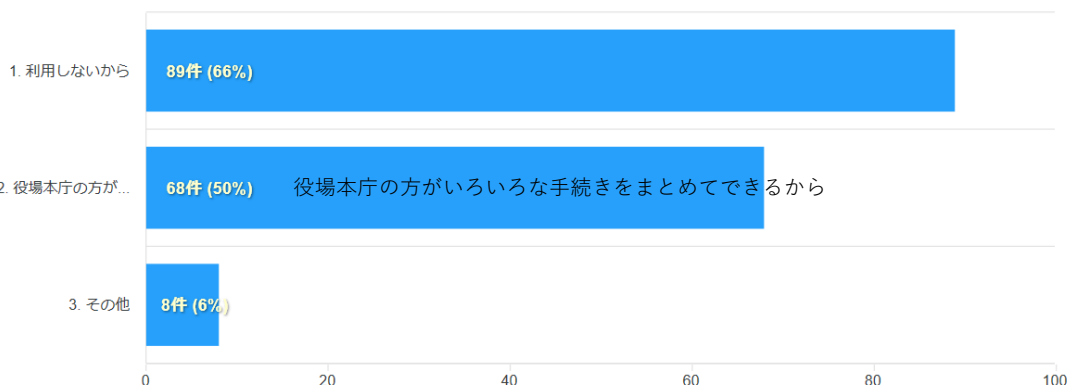 1. 利用しないから
89件 (66%)
2. 役場本庁の方が...
68件 (50%)
役場本庁の方がいろいろな手続きをまとめてできるから
3. その他
8件 (6%)
0 20 40 60 80 100